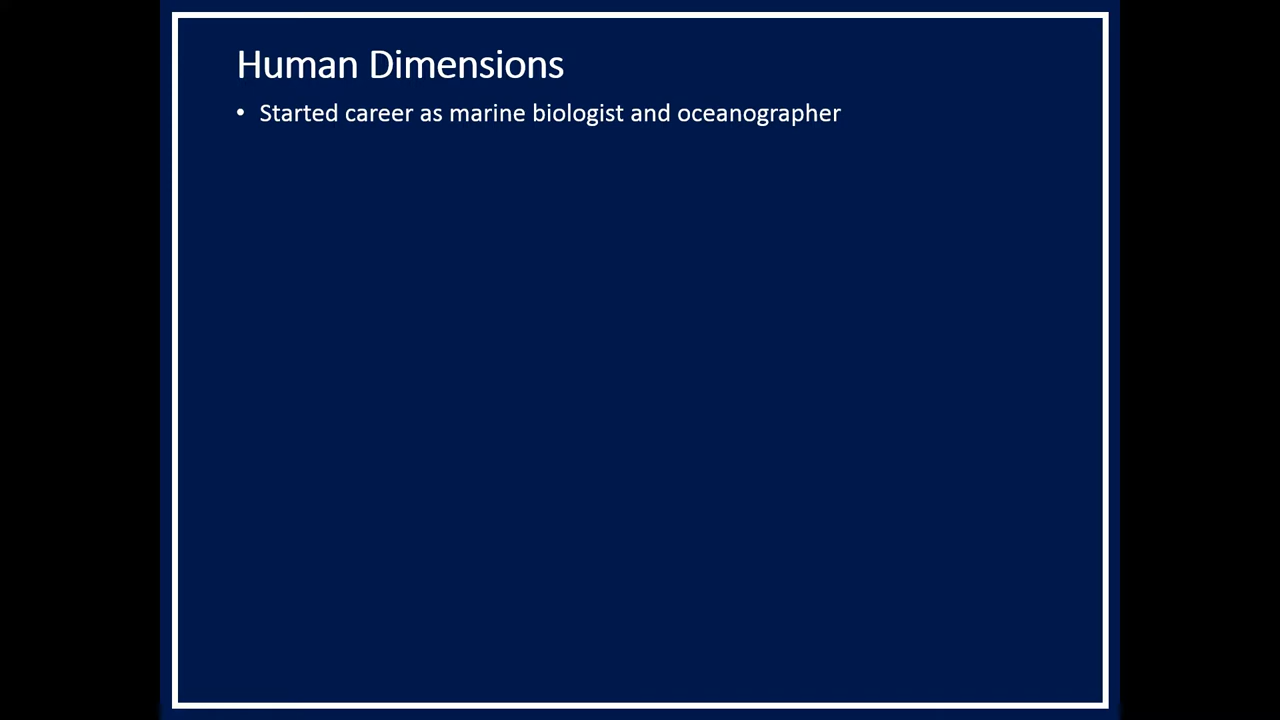 Human Dimensions
• Started career as marine biologist and oceanographer